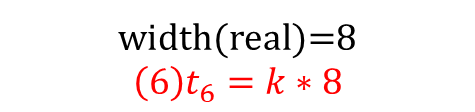 width(real)=8
(6)t₆ = k * 8